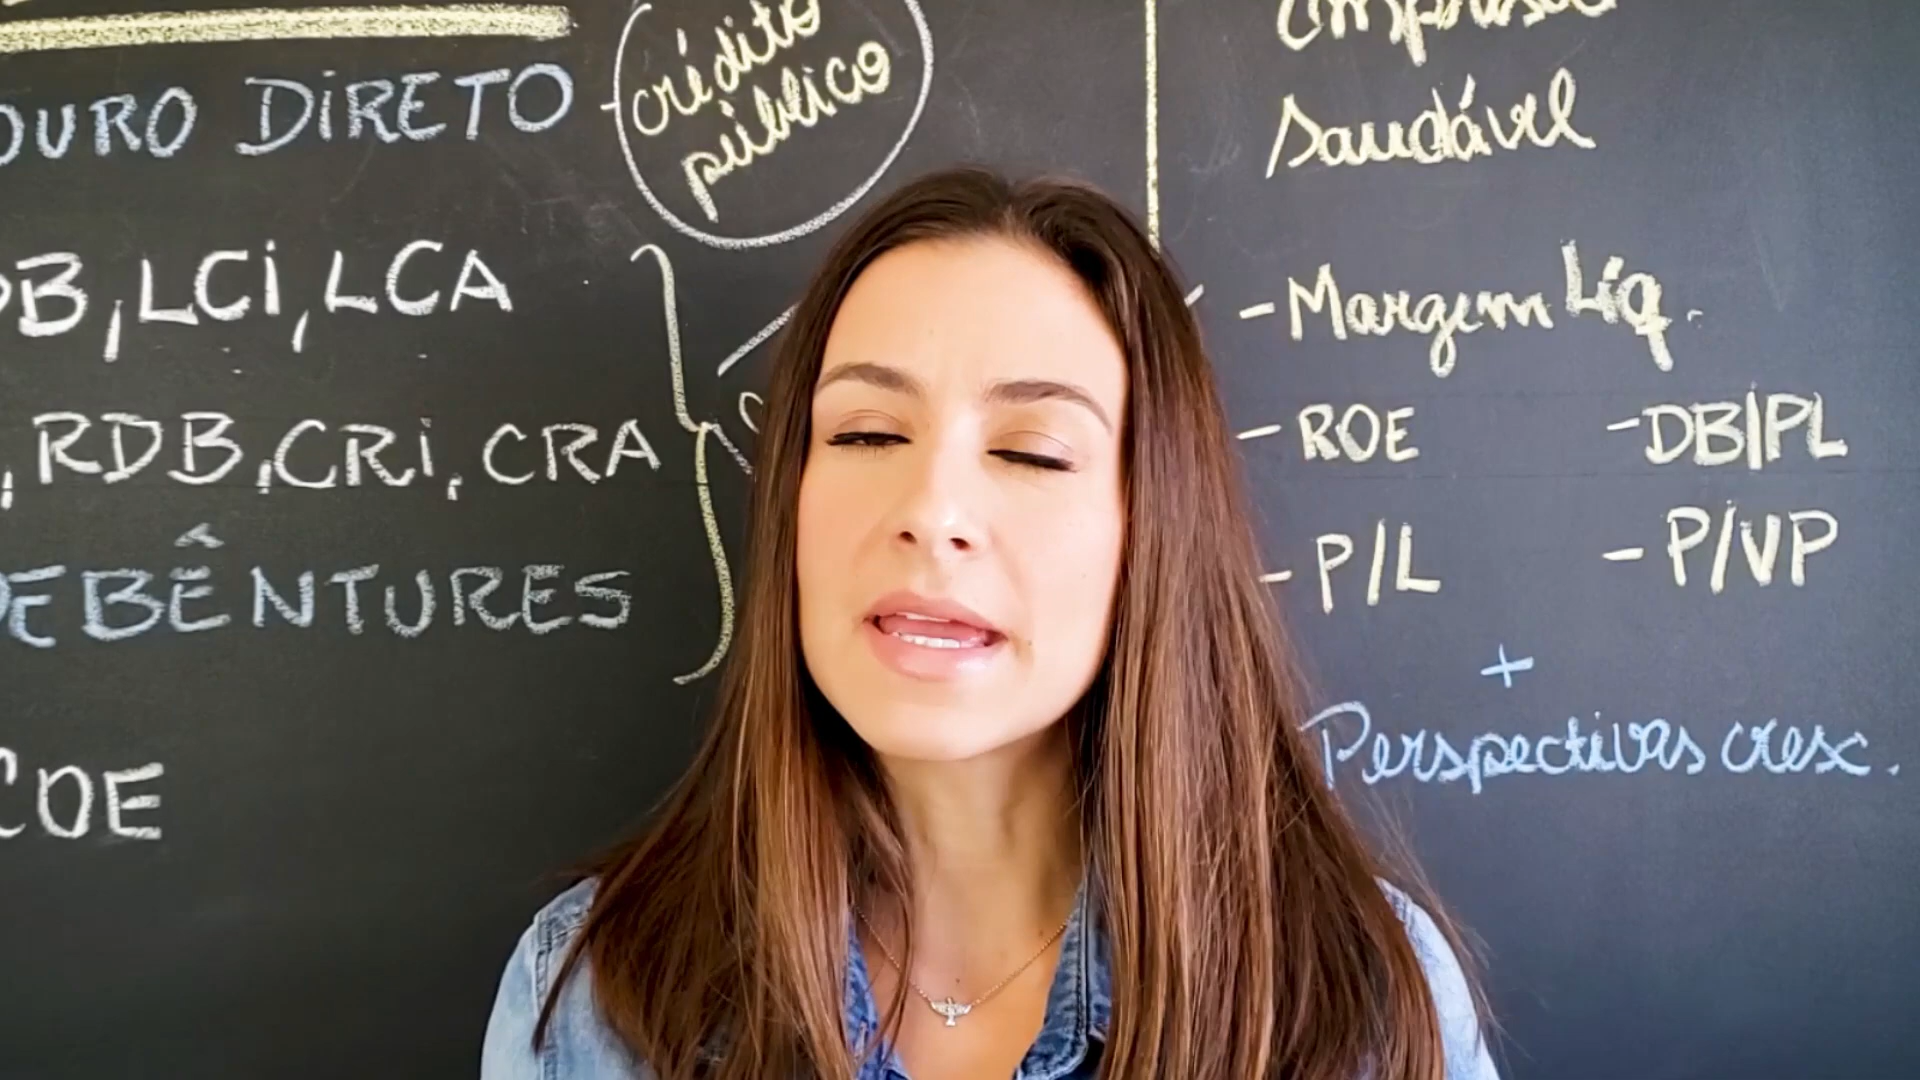 OURO DIRETO
crédito
público
DB, LCI, LCA
, RDB, CRI, CRA
DEBÊNTURES
COE
Empresa
Saudável
- Margem Líq.
- ROE
- DB/PL
- P/L
- P/VP
+
Perspectivas cresc.